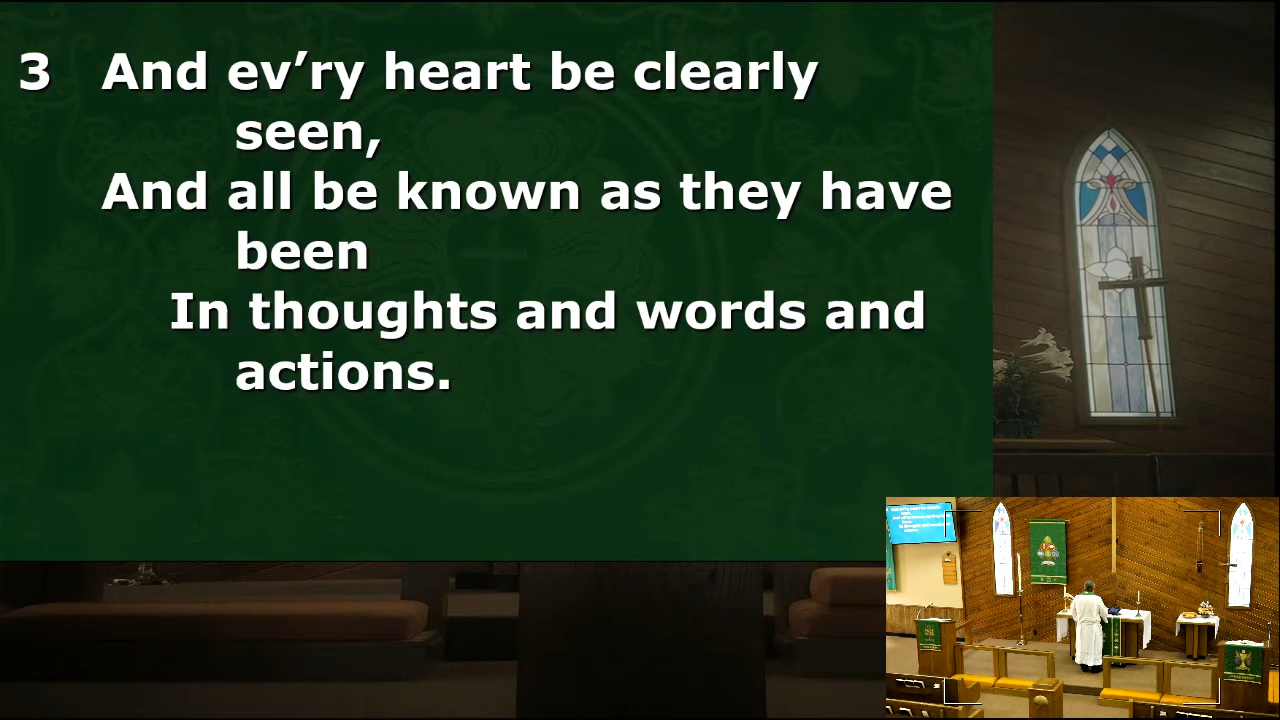 3 And ev’ry heart be clearly
seen,
And all be known as they have
been
In thoughts and words and
actions.